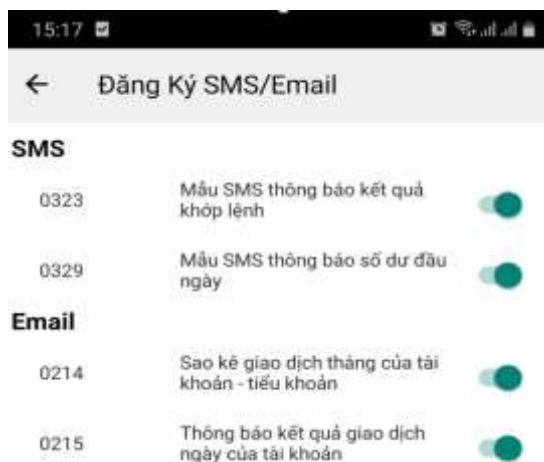 15:17
Đăng Ký SMS/Email
SMS
0323
Mẫu SMS thông báo kết quả
khớp lệnh
0329
Mẫu SMS thông báo số dư đầu
ngày
Email
0214
Sao kê giao dịch tháng của tài
khoản - tiểu khoản
0215
Thông báo kết quả giao dịch
ngày của tài khoản